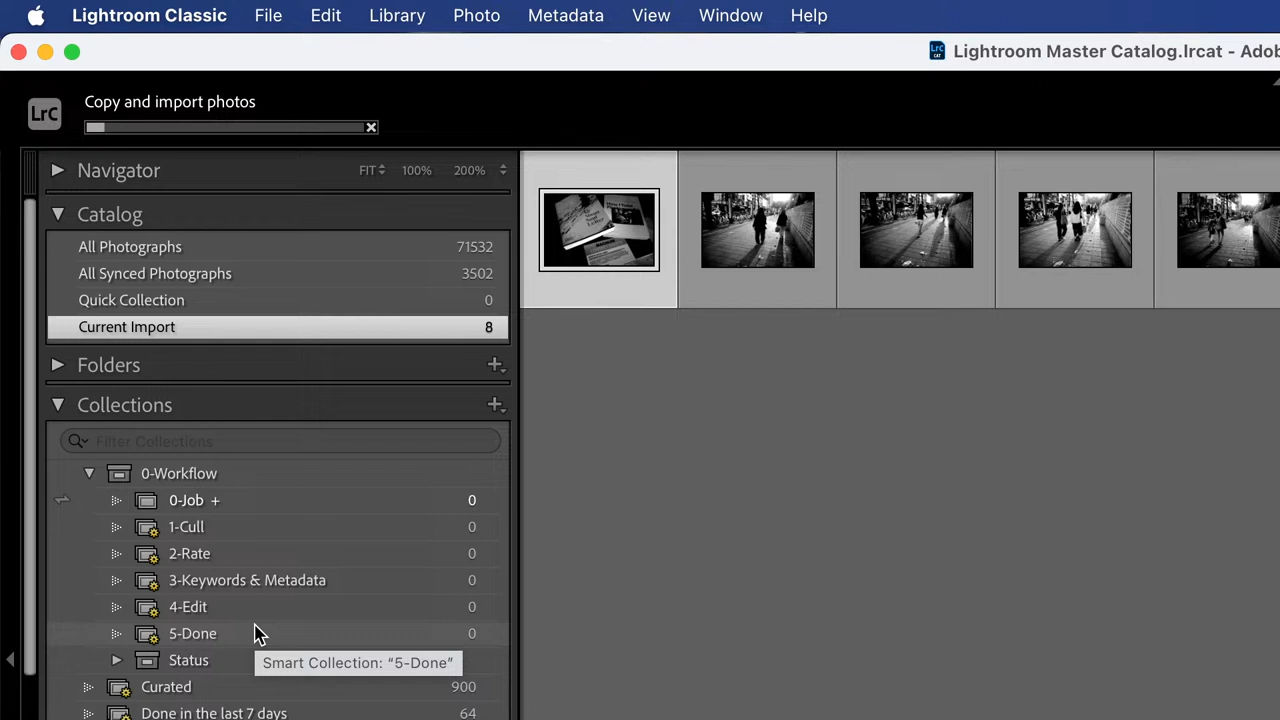 Lightroom Classic File Edit Library Photo Metadata View Window Help
Lightroom Master Catalog.lrcat - Adob
LrC Copy and import photos
Navigator FIT 100% 200%
Catalog
All Photographs 71532
All Synced Photographs 3502
Quick Collection 0
Current Import 8
Folders
Collections
Filter Collections
0-Workflow
0-Job + 0
1-Cull 0
2-Rate 0
3-Keywords & Metadata 0
4-Edit 0
5-Done 0
Status
Smart Collection: “5-Done”
Curated 900
Done in the last 7 days 64